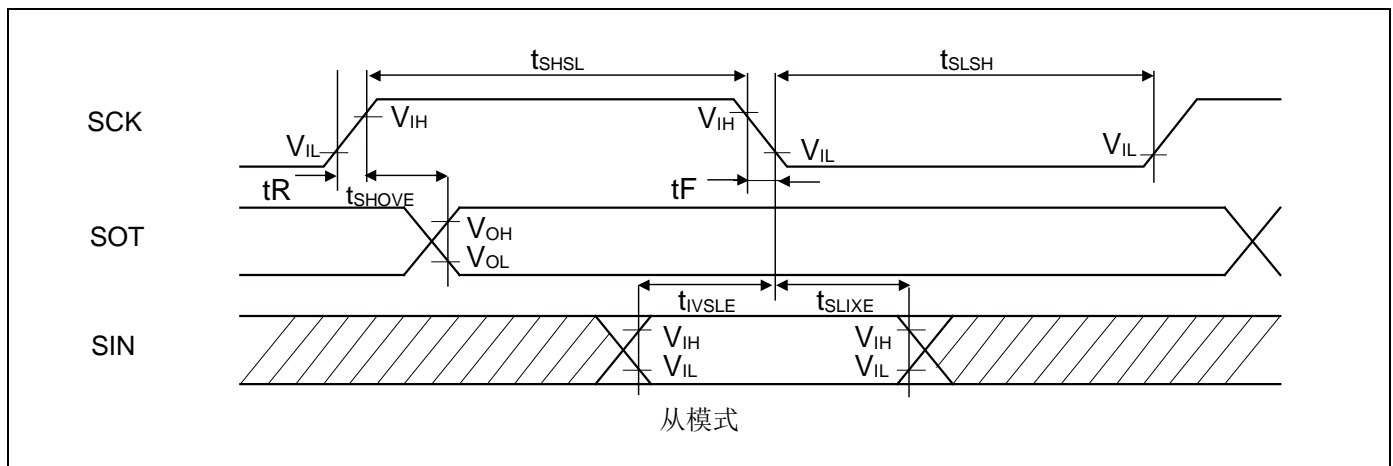 tSHSL
tSLSH
SCK
VIH
VIH
VIL
VIL
VIL
tR
tSHOVE
tF
SOT
VOH
VOL
tIVSLE
tSLIXE
SIN
VIH
VIH
VIL
VIL
从模式